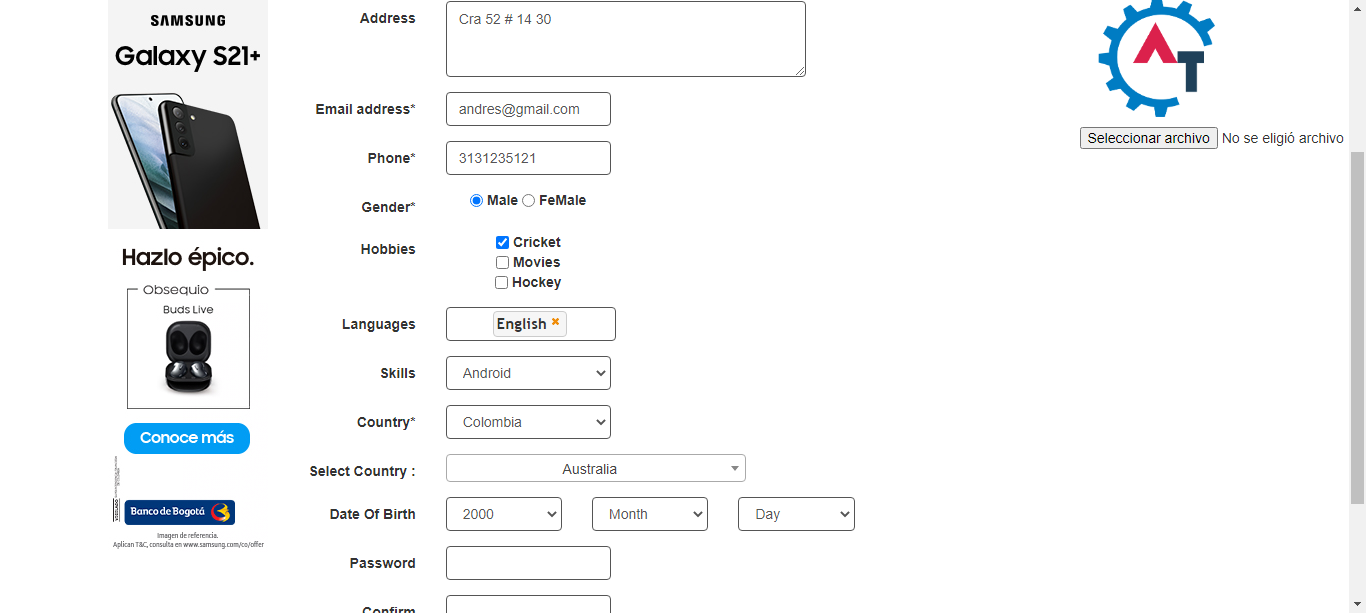 SAMSUNG
Galaxy S21+
Hazlo épico.
Obsequio
Buds Live
Conoce más
VIGILADO
Banco de Bogotá
Imagen de referencia.
Aplican T&C, consulta en www.samsung.com/co/offer
Address
Cra 52 # 14 30
Email address*
andres@gmail.com
Phone*
3131235121
Gender*
Male FeMale
Hobbies
Cricket
Movies
Hockey
Languages
English
Skills
Android
Country*
Colombia
Select Country :
Australia
Date Of Birth
2000 Month Day
Password
Confirm
AT
Seleccionar archivo No se eligió archivo